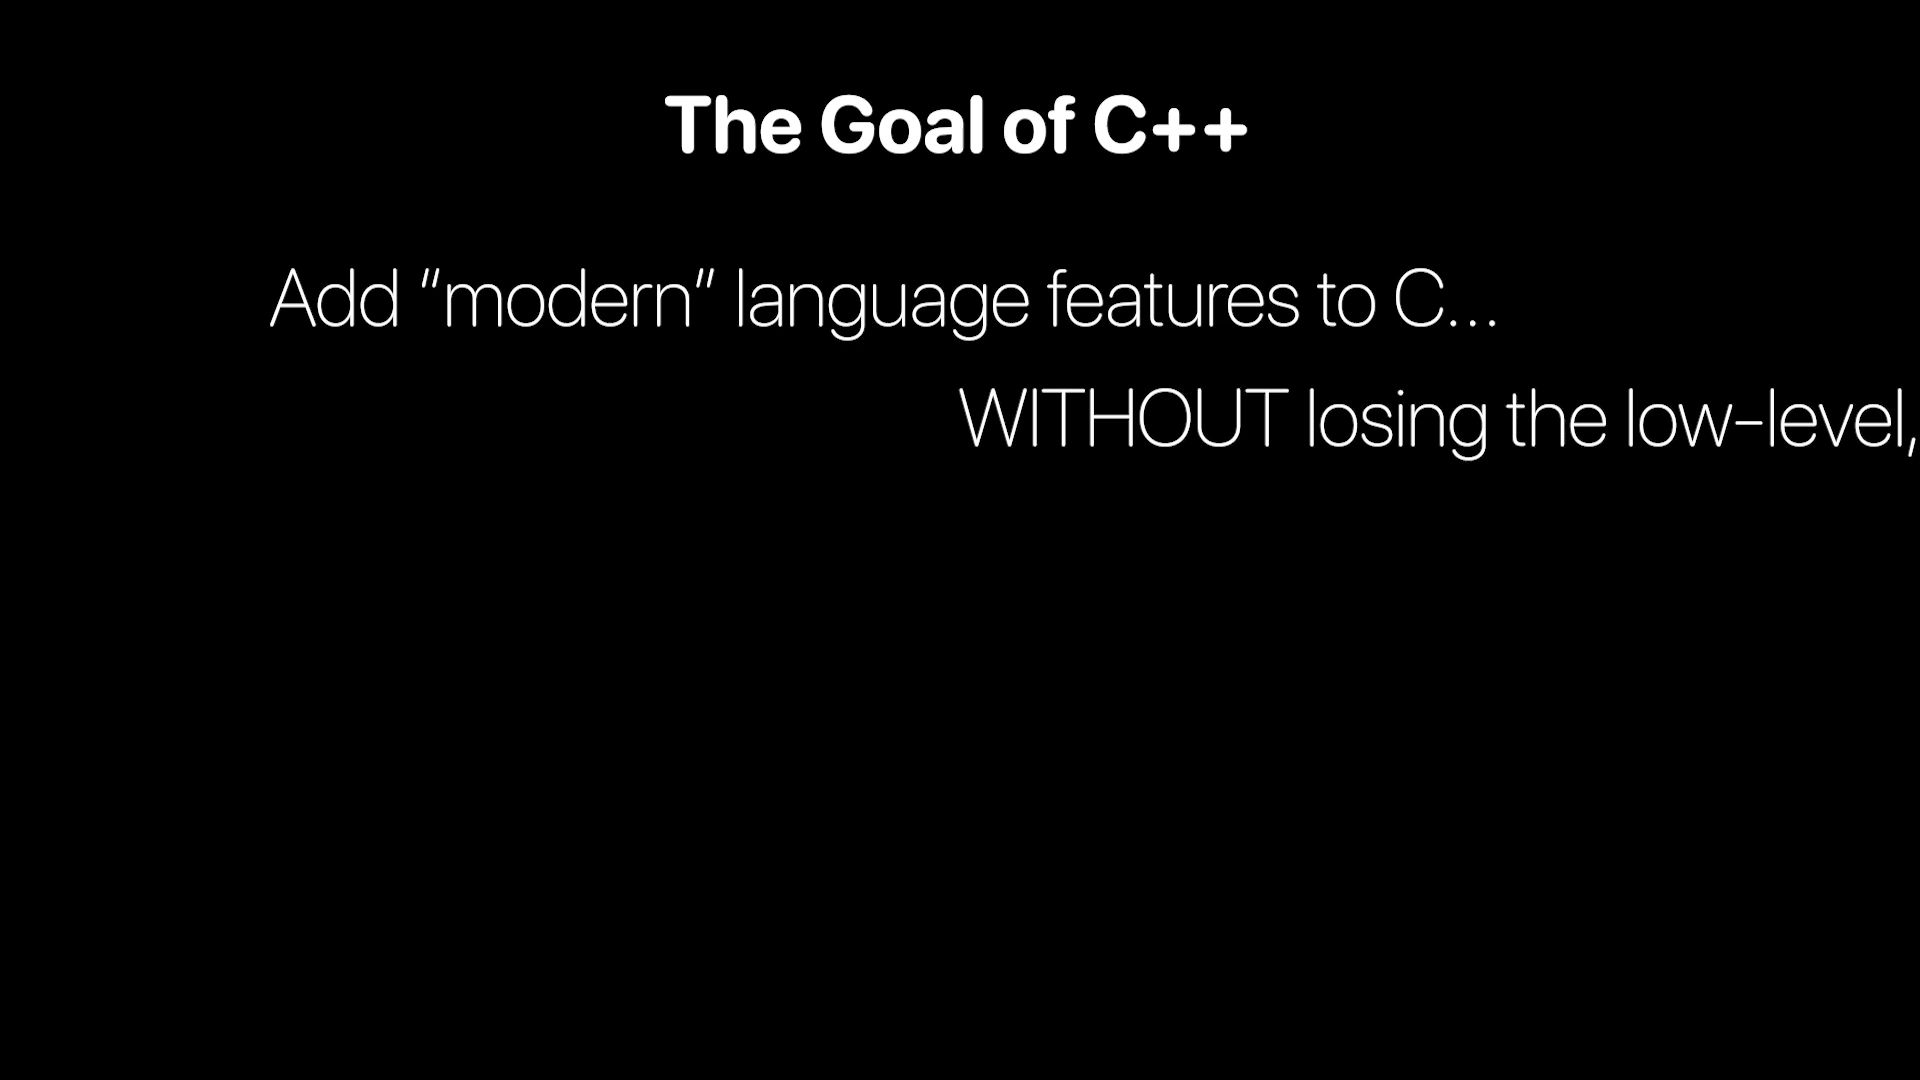 The Goal of C++
Add “modern” language features to C...
WITHOUT losing the low-level,